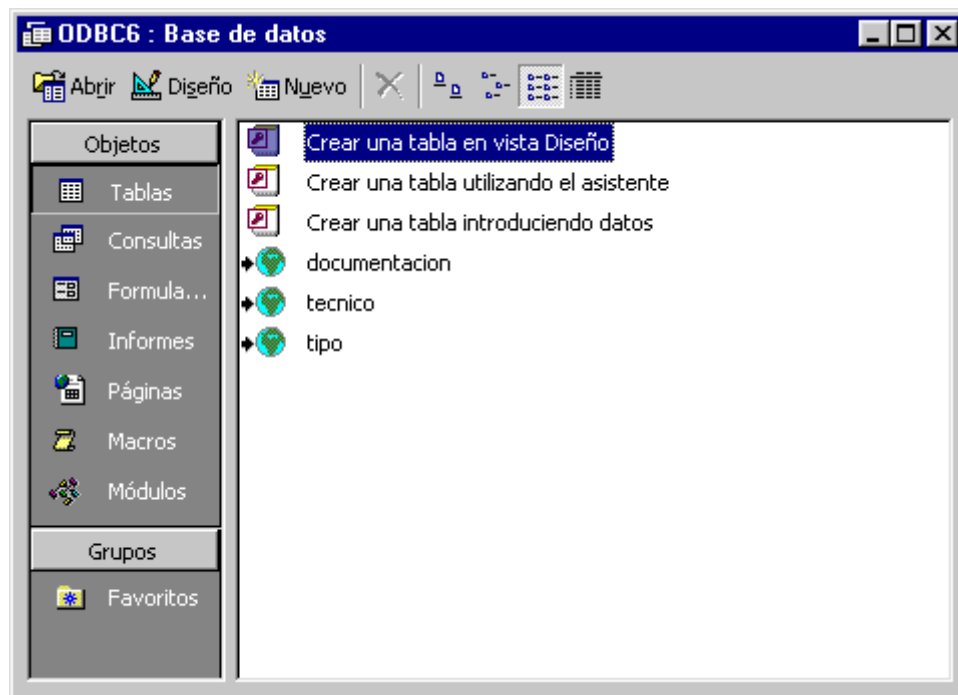 ODBC6 : Base de datos
Abrir Diseño Nuevo
Objetos
Tablas
Consultas
Formula...
Informes
Páginas
Macros
Módulos
Grupos
Favoritos
Crear una tabla en vista Diseño
Crear una tabla utilizando el asistente
Crear una tabla introduciendo datos
documentacion
tecnico
tipo